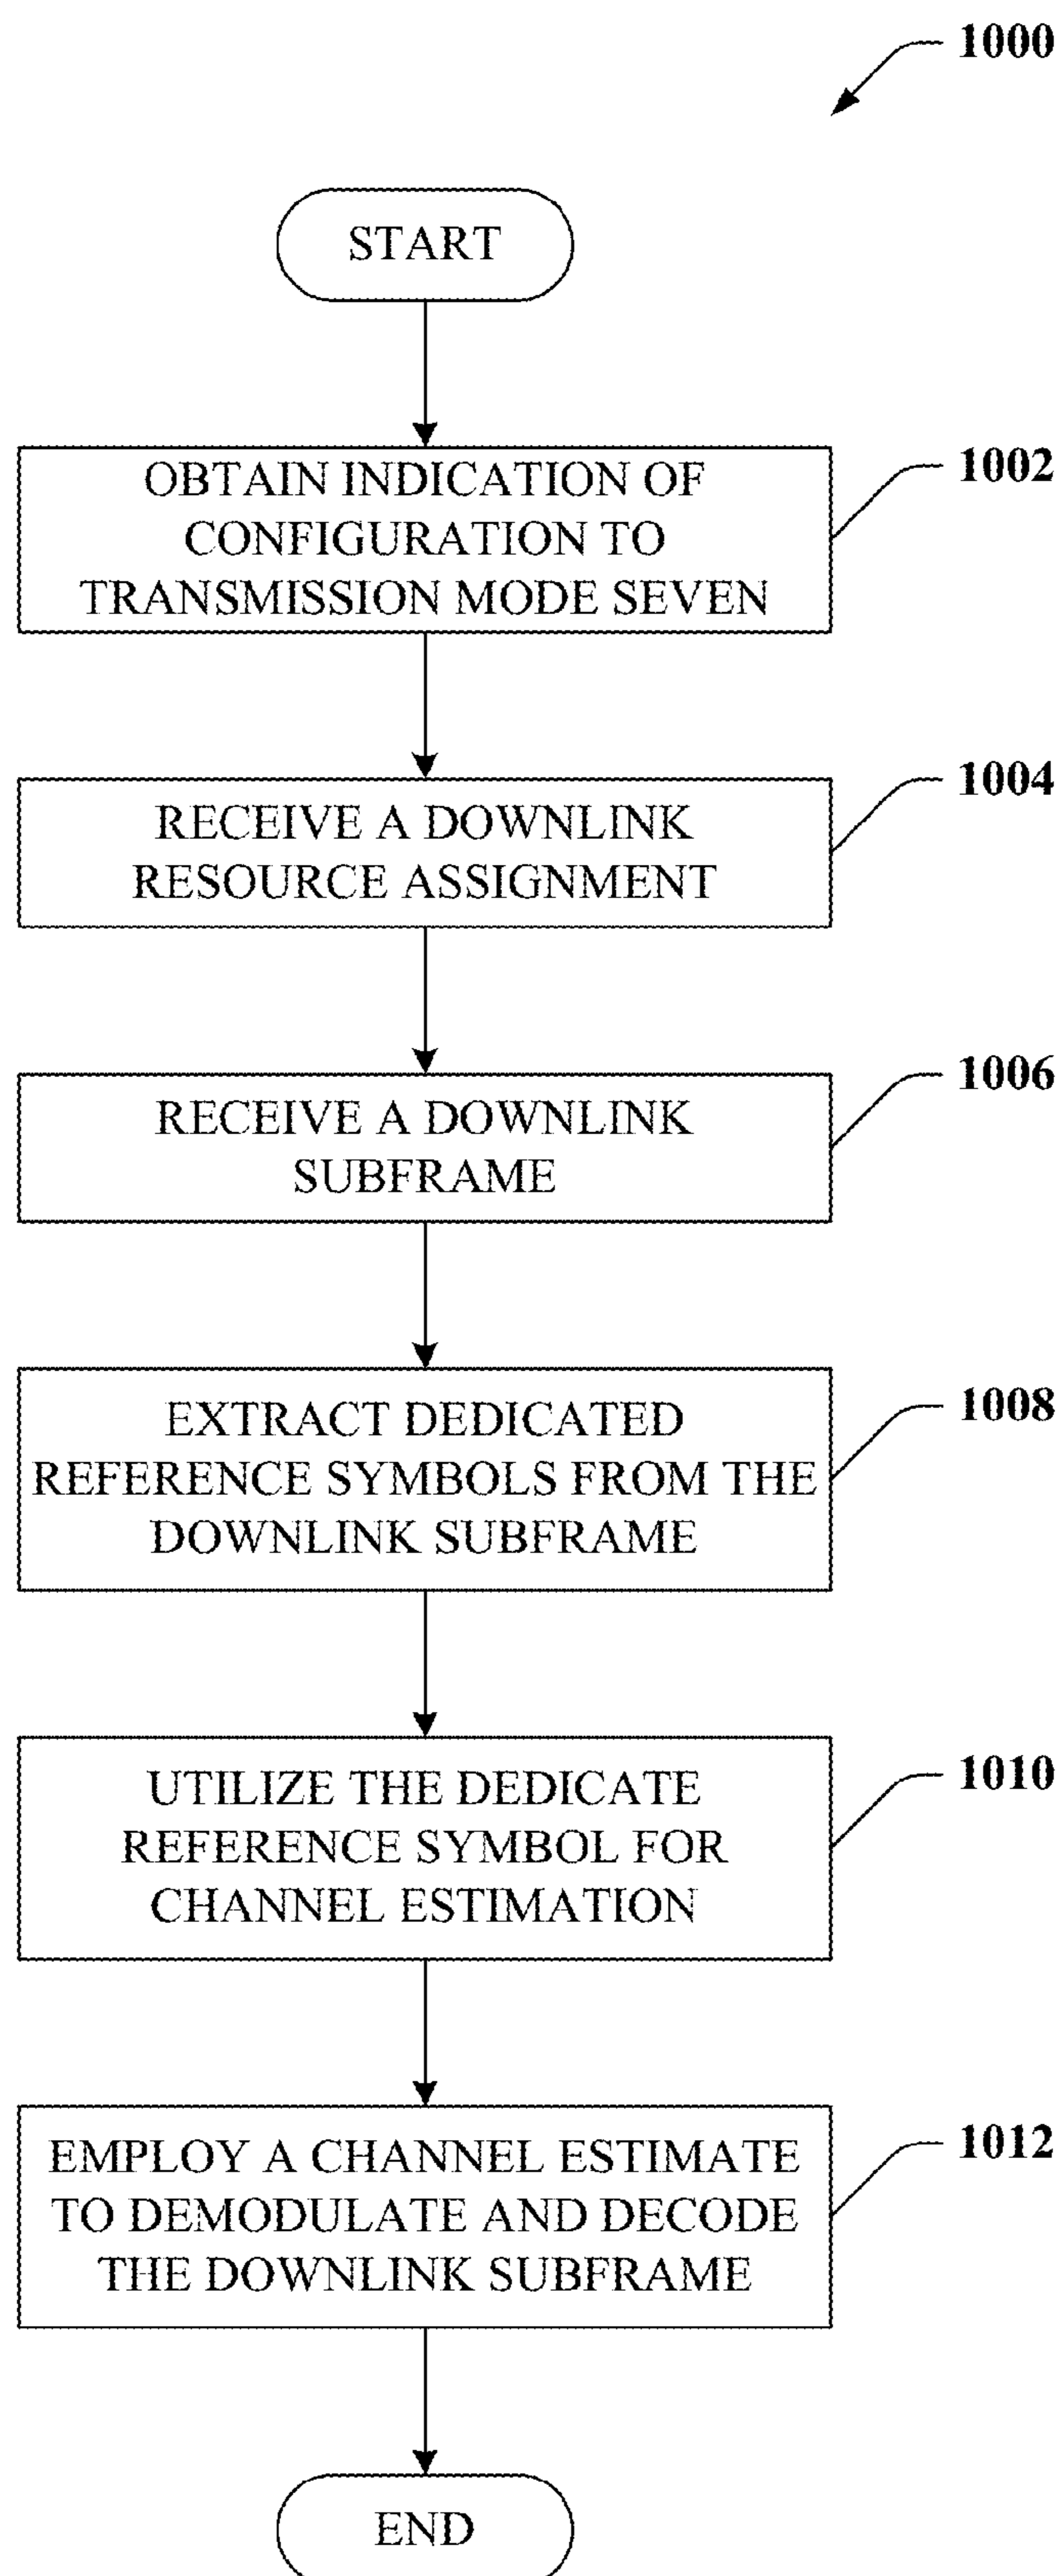 1000
START
OBTAIN INDICATION OF
CONFIGURATION TO
TRANSMISSION MODE SEVEN
1002
RECEIVE A DOWNLINK
RESOURCE ASSIGNMENT
1004
RECEIVE A DOWNLINK
SUBFRAME
1006
EXTRACT DEDICATED
REFERENCE SYMBOLS FROM THE
DOWNLINK SUBFRAME
1008
UTILIZE THE DEDICATE
REFERENCE SYMBOL FOR
CHANNEL ESTIMATION
1010
EMPLOY A CHANNEL ESTIMATE
TO DEMODULATE AND DECODE
THE DOWNLINK SUBFRAME
1012
END